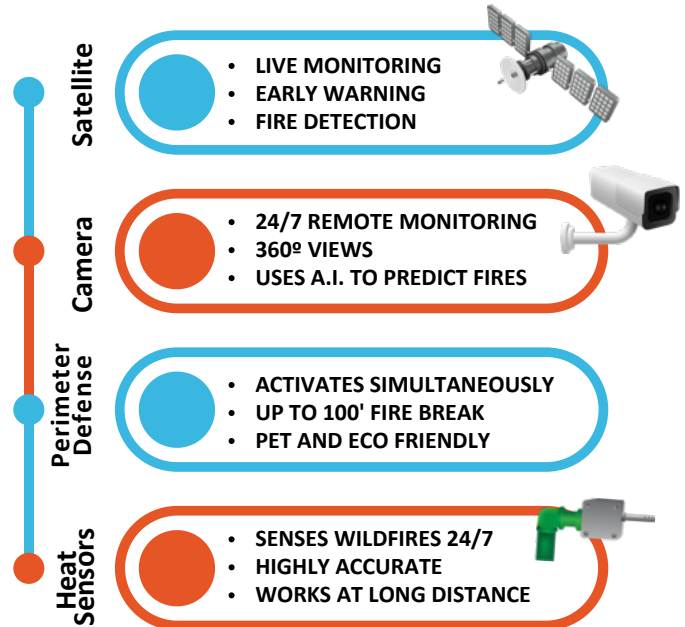 Satellite
• LIVE MONITORING
• EARLY WARNING
• FIRE DETECTION
Camera
• 24/7 REMOTE MONITORING
• 360º VIEWS
• USES A.I. TO PREDICT FIRES
Perimeter
Defense
• ACTIVATES SIMULTANEOUSLY
• UP TO 100' FIRE BREAK
• PET AND ECO FRIENDLY
Heat
Sensors
• SENSES WILDFIRES 24/7
• HIGHLY ACCURATE
• WORKS AT LONG DISTANCE